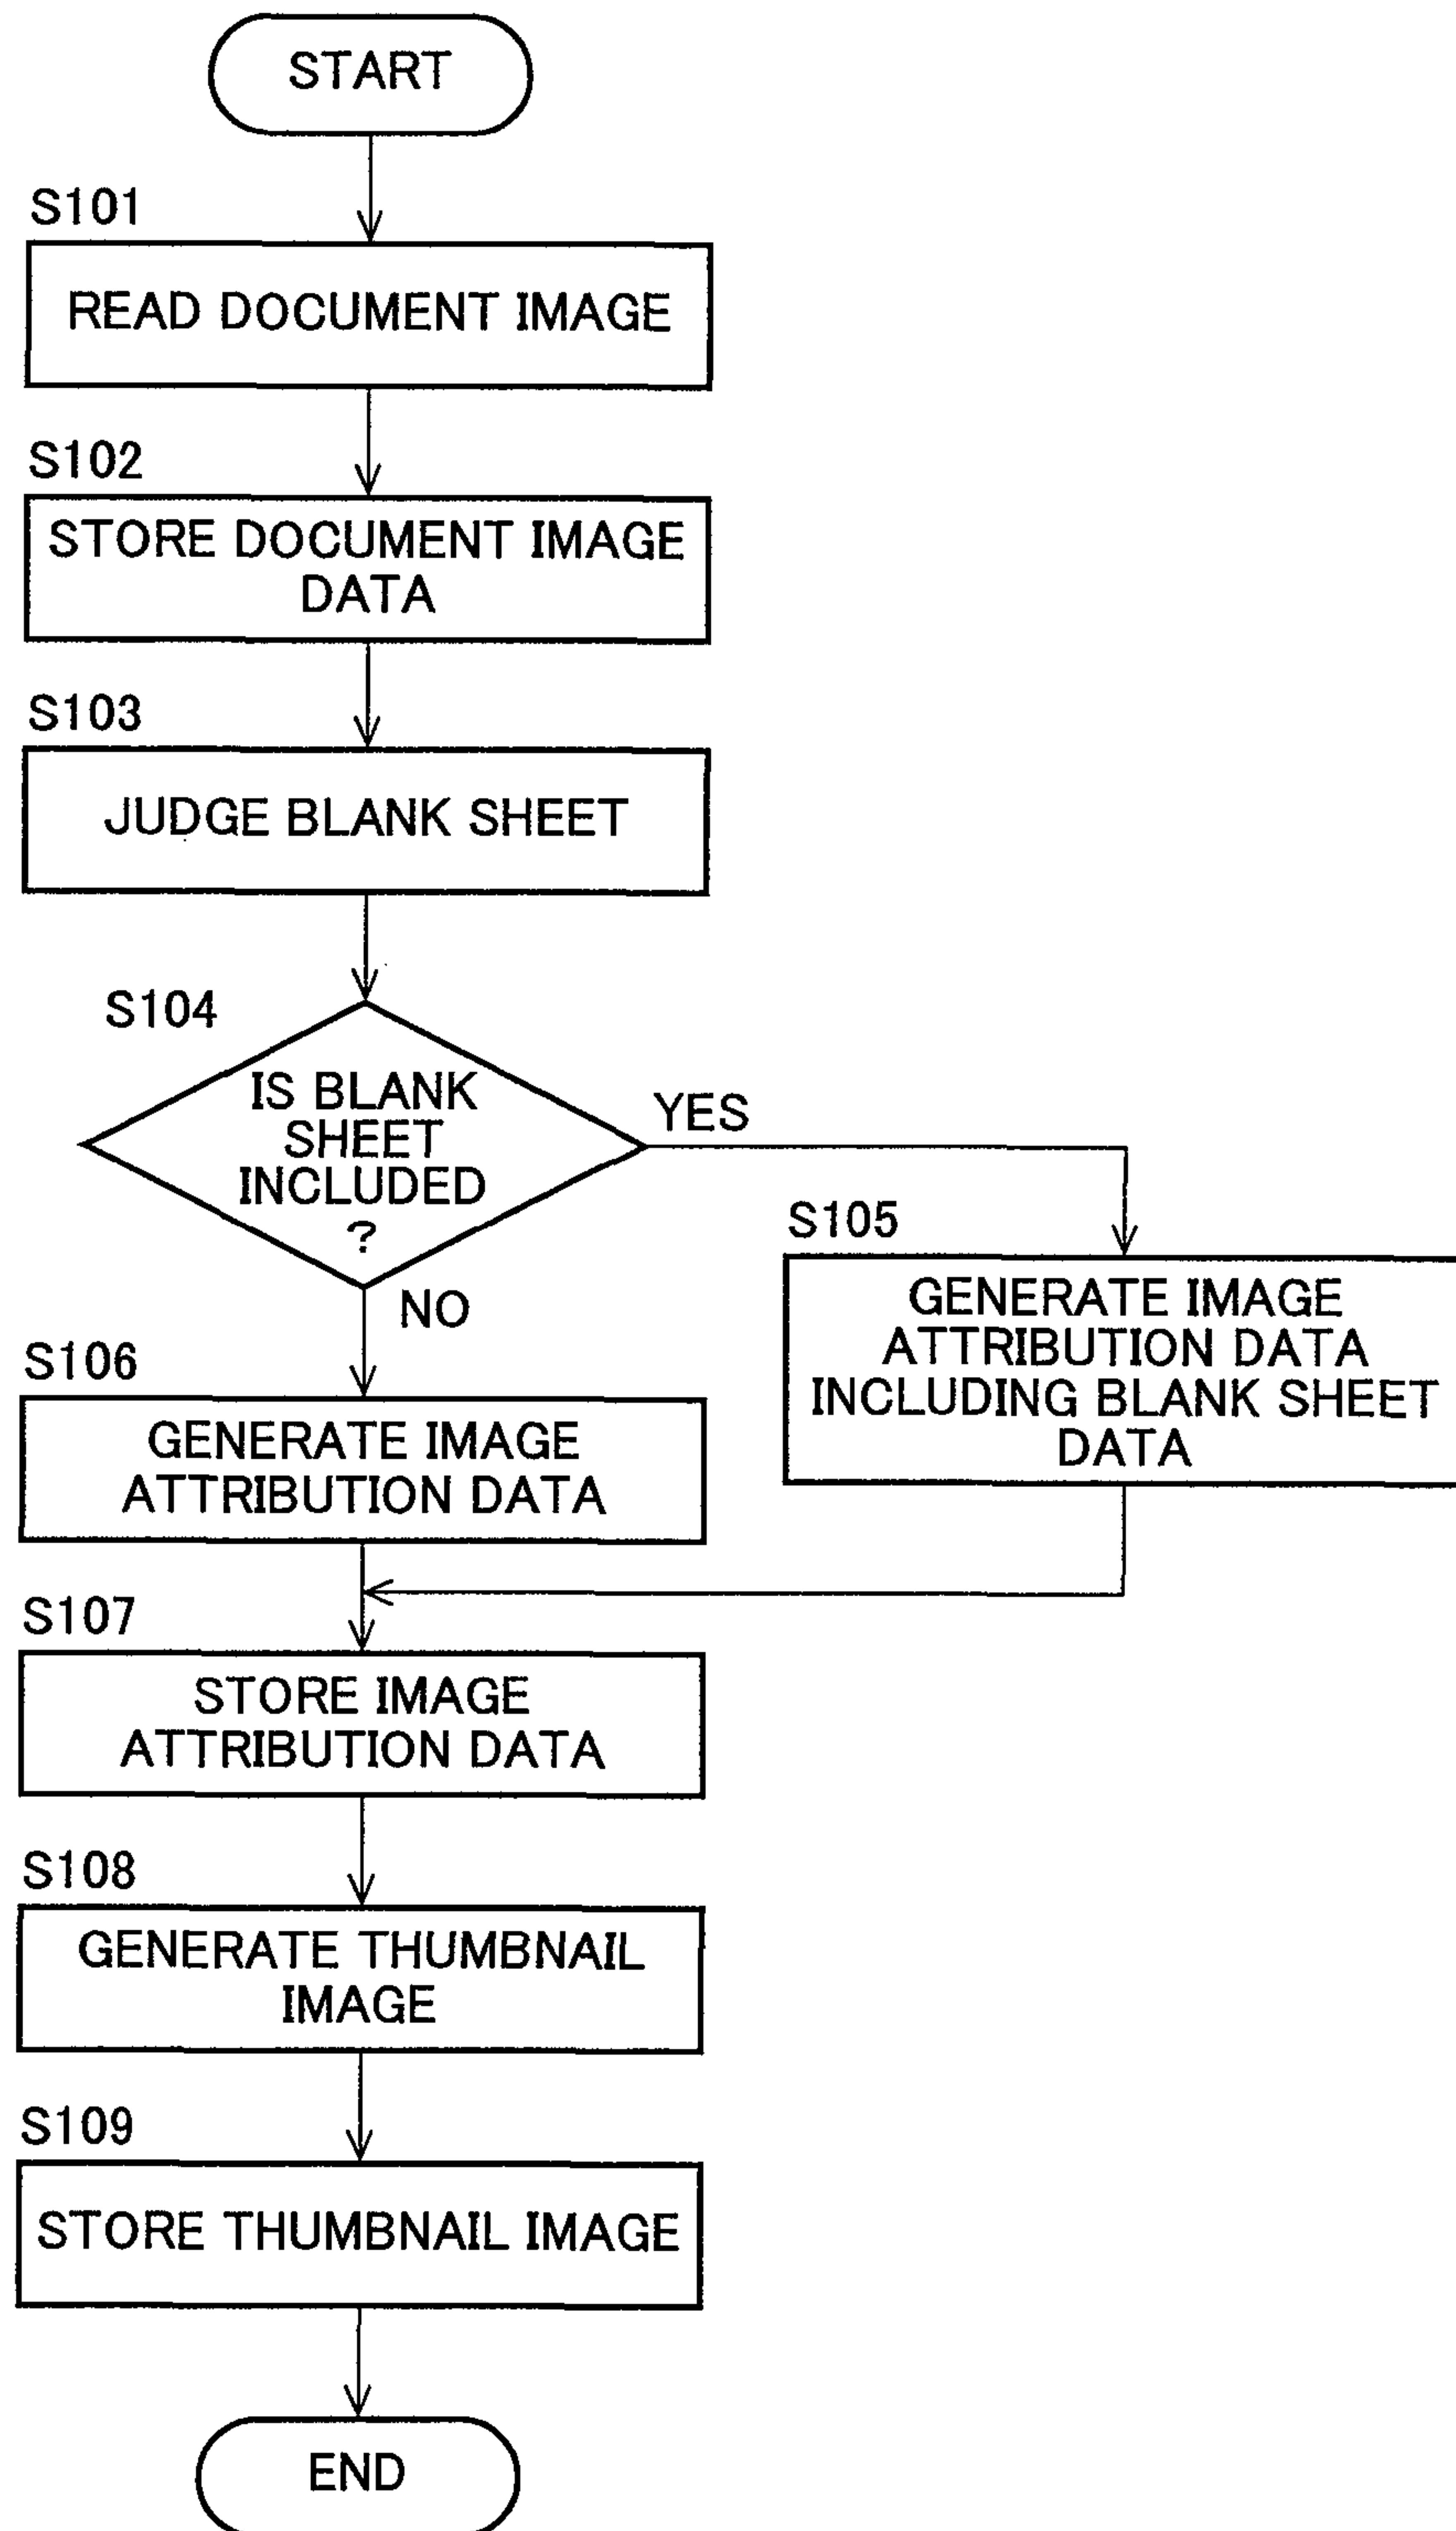 START
S101
READ DOCUMENT IMAGE
S102
STORE DOCUMENT IMAGE
DATA
S103
JUDGE BLANK SHEET
S104
IS BLANK
SHEET
INCLUDED
?
YES
NO
S105
GENERATE IMAGE
ATTRIBUTION DATA
INCLUDING BLANK SHEET
DATA
S106
GENERATE IMAGE
ATTRIBUTION DATA
S107
STORE IMAGE
ATTRIBUTION DATA
S108
GENERATE THUMBNAIL
IMAGE
S109
STORE THUMBNAIL IMAGE
END